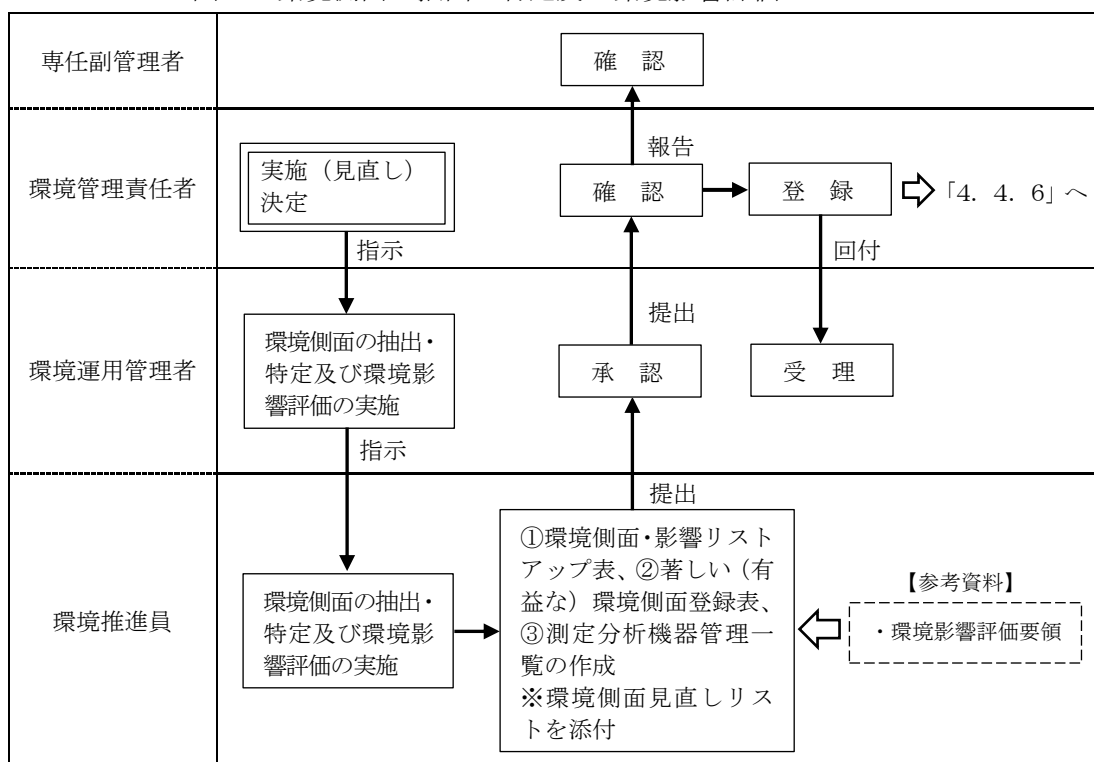 専任副管理者
確 認
報告
環境管理責任者
実施（見直し）
決定
確 認
登 録
「4．4．6」へ
指示
回付
環境運用管理者
環境側面の抽出・
特定及び環境影
響評価の実施
提出
承 認
受 理
指示
提出
環境推進員
環境側面の抽出・
特定及び環境影
響評価の実施
①環境側面・影響リスト
アップ表、②著しい（有
益な）環境側面登録表、
③測定分析機器管理一
覧の作成
※環境側面見直しリス
トを添付
【参考資料】
・環境影響評価要領